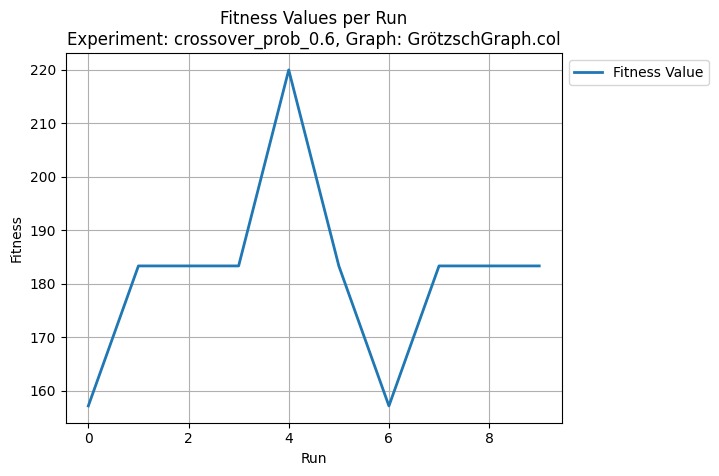 Fitness Values per Run
Experiment: crossover_prob_0.6, Graph: GrötzschGraph.col
Fitness Value
220
210
200
190
180
170
160
Fitness
0 2 4 6 8
Run